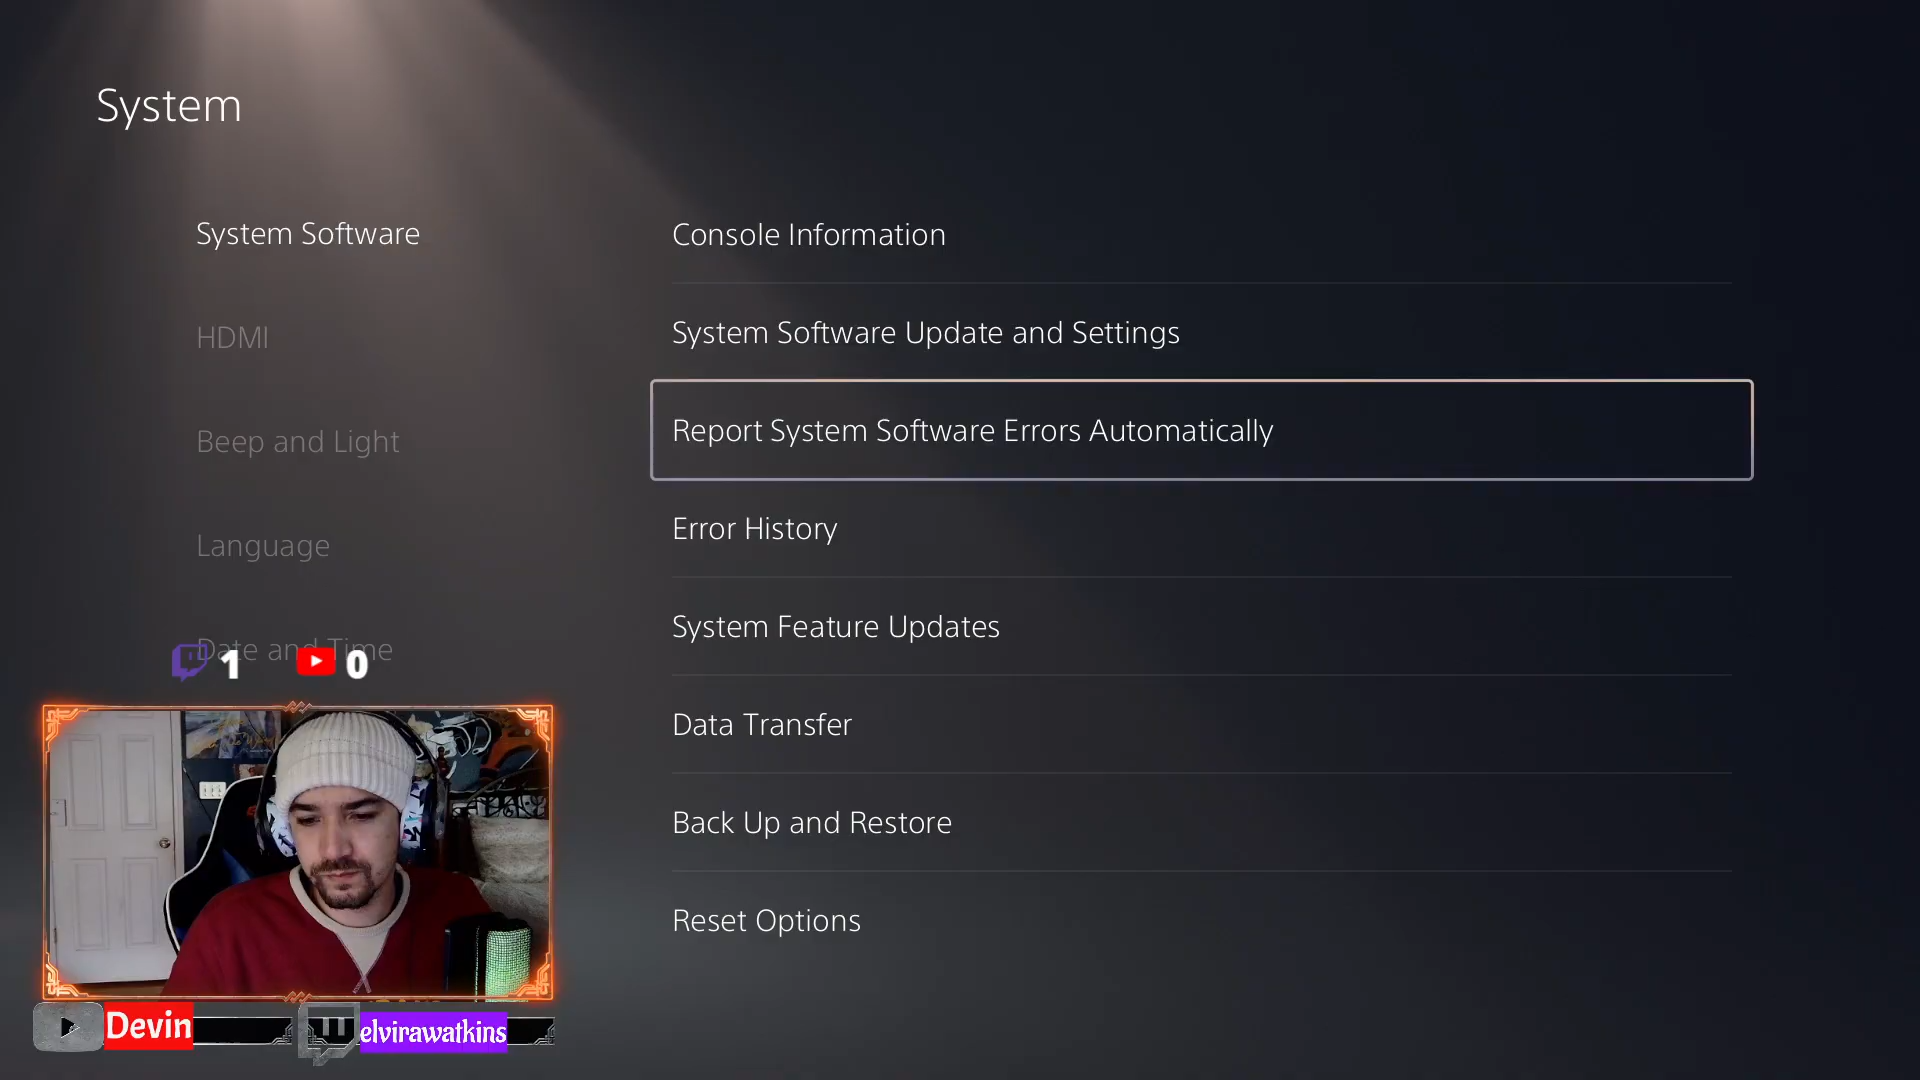 System
System Software
HDMI
Beep and Light
Language
Date and Time
Console Information
System Software Update and Settings
Report System Software Errors Automatically
Error History
System Feature Updates
Data Transfer
Back Up and Restore
Reset Options
1
0
Devin
elvirawatkins